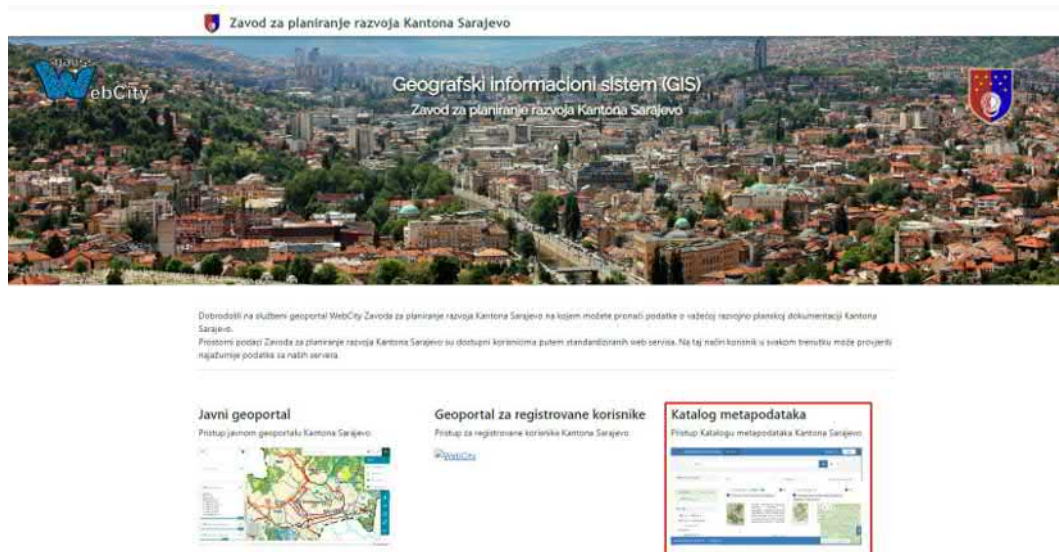 Zavod za planiranje razvoja Kantona Sarajevo
gauss
WebCity
Geografski informacioni sistem (GIS)
Zavod za planiranje razvoja Kantona Sarajevo
Dobrodošli na službeni geoportal WebCity Zavoda za planiranje razvoja Kantona Sarajevo na kojem možete pronaći podatke o važećoj razvojno planskoj dokumentaciji Kantona
Sarajevo.
Prostorni podaci Zavoda za planiranje razvoja Kantona Sarajevo su dostupni korisnicima putem standardiziranih web servisa. Na taj način korisnik u svakom trenutku može provjeriti
najažurnije podatke sa naših servera.
Javni geoportal
Pristup javnom geoportalu Kantona Sarajevo
Geoportal za registrovane korisnike
Pristup za registrovane korisnike Kantona Sarajevo
WebCity
Katalog metapodataka
Pristup Katalogu metapodataka Kantona Sarajevo